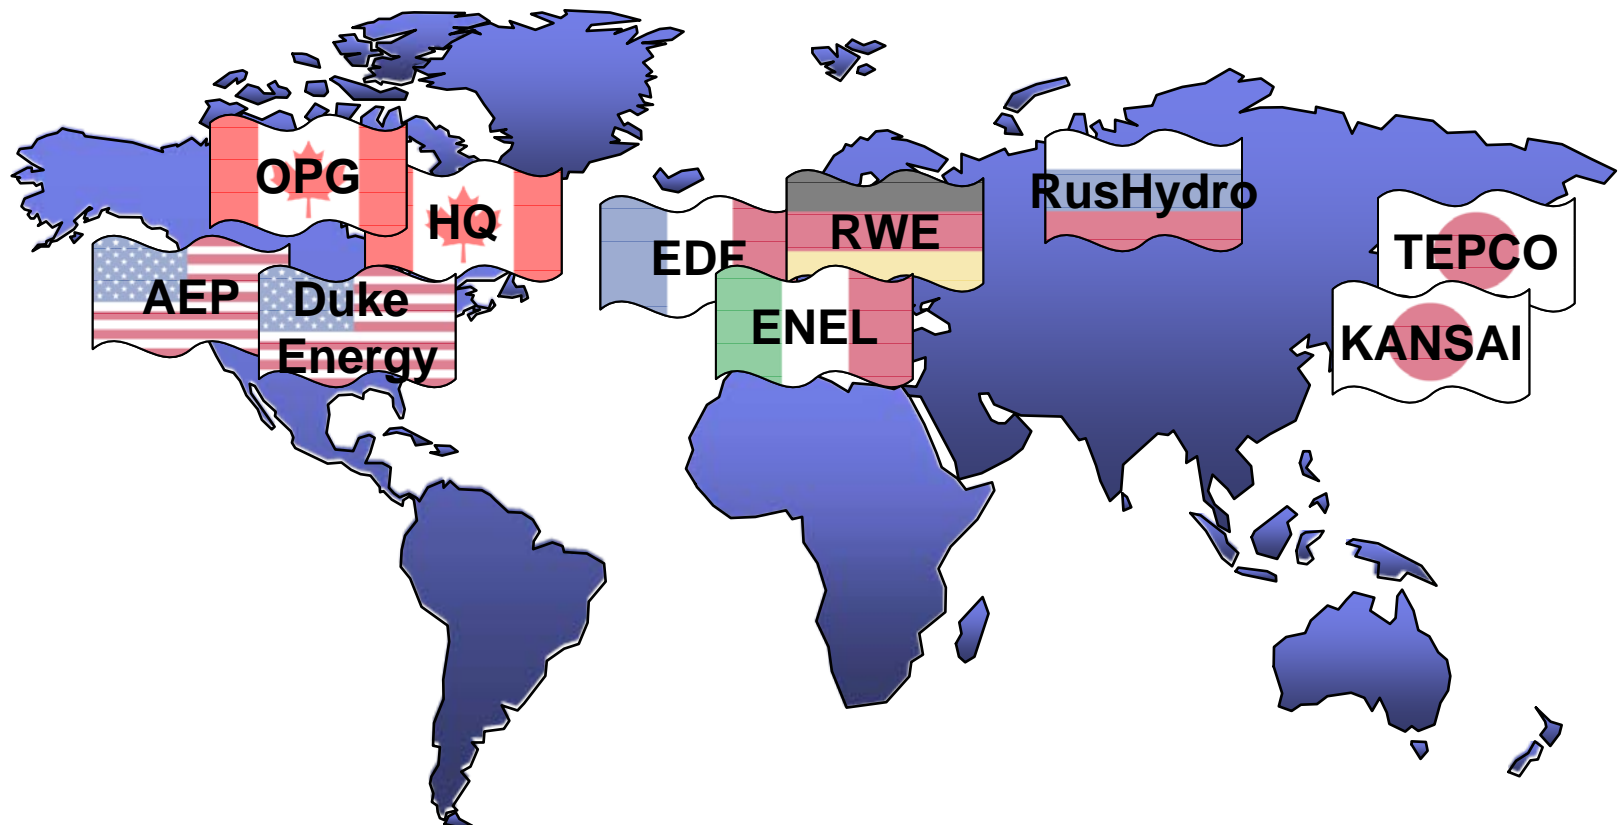 OPG
HQ
AEP
Duke
Energy
EDF
RWE
ENEL
RusHydro
TEPCO
KANSAI